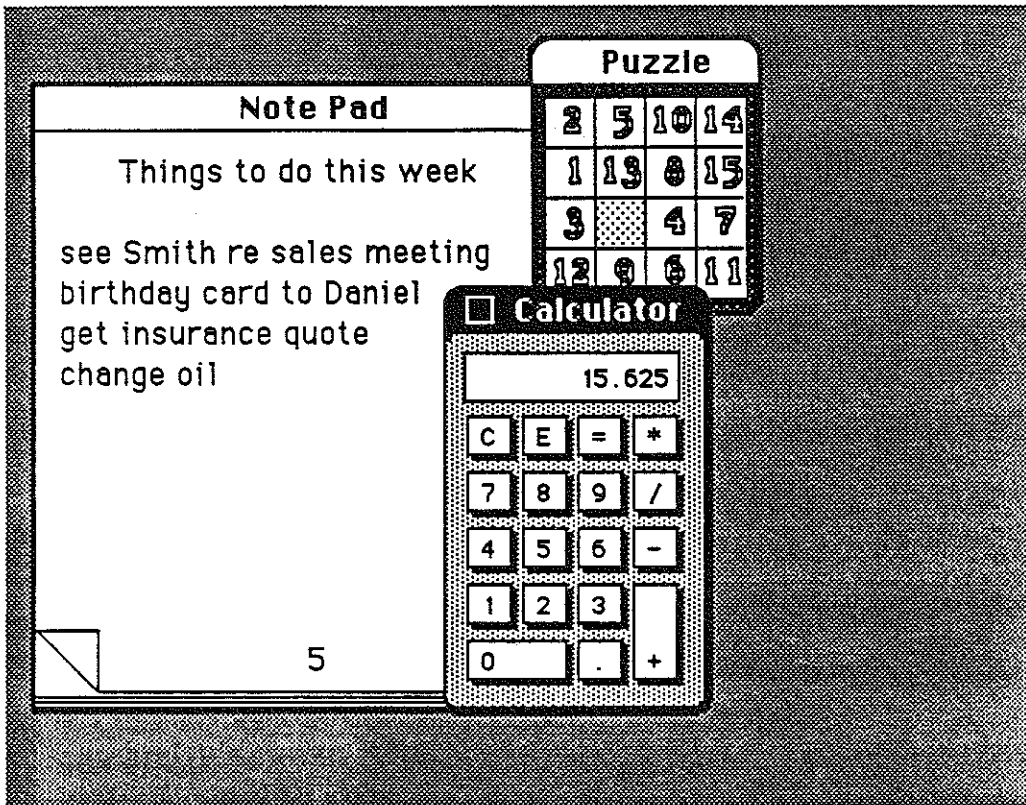 Note Pad
Things to do this week
see Smith re sales meeting
birthday card to Daniel
get insurance quote
change oil
5
Puzzle
2 5 10 14
1 13 8 15
3 4 7
12 9 6 11
Calculator
15.625
C E = *
7 8 9 /
4 5 6 -
1 2 3
0 . +